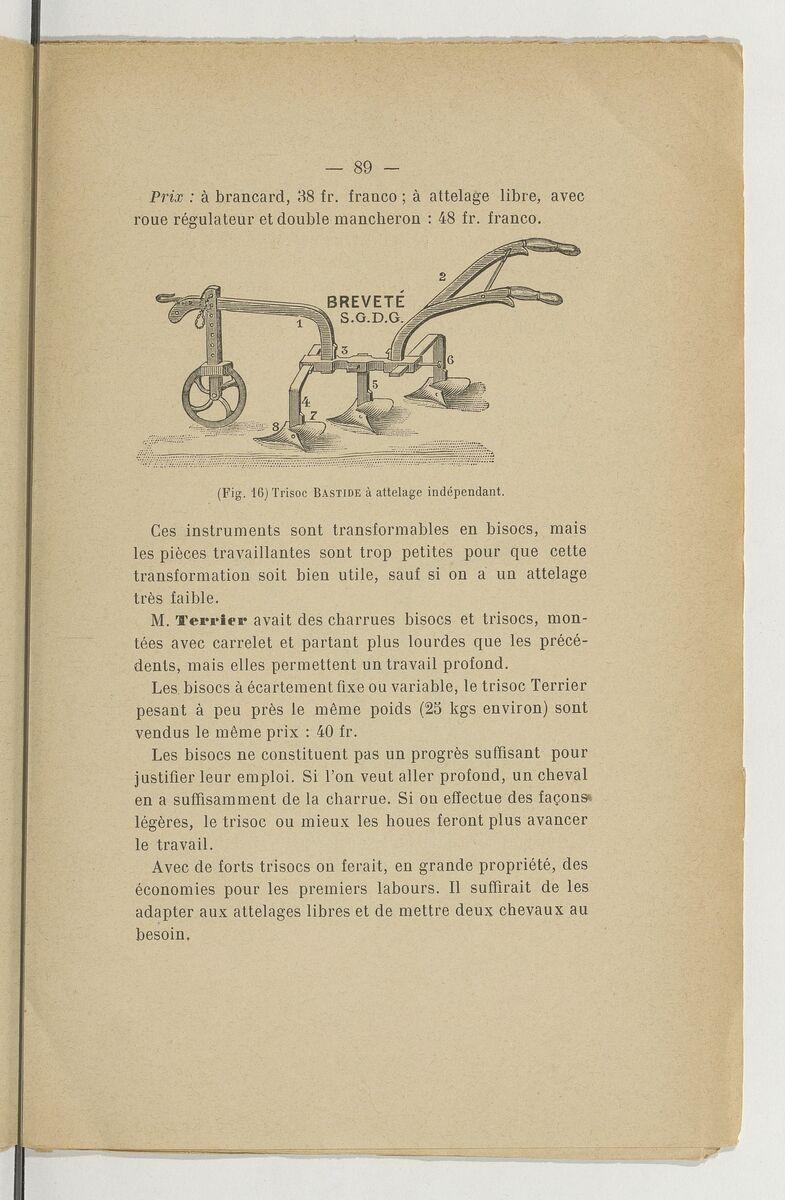 — 89 —
Prix : à brancard, 38 fr. franco ; à attelage libre, avec
roue régulateur et double mancheron : 48 fr. franco.
BREVETÉ
S.G.D.G.
1
2
3
4
5
6
7
8
(Fig. 16) Trisoc BASTIDE à attelage indépendant.
Ces instruments sont transformables en bisocs, mais
les pièces travaillantes sont trop petites pour que cette
transformation soit bien utile, sauf si on a un attelage
très faible.
M. Terrier avait des charrues bisocs et trisocs, mon-
tées avec carrelet et partant plus lourdes que les précé-
dents, mais elles permettent un travail profond.
Les bisocs à écartement fixe ou variable, le trisoc Terrier
pesant à peu près le même poids (25 kgs environ) sont
vendus le même prix : 40 fr.
Les bisocs ne constituent pas un progrès suffisant pour
justifier leur emploi. Si l'on veut aller profond, un cheval
en a suffisamment de la charrue. Si on effectue des façons
légères, le trisoc ou mieux les houes feront plus avancer
le travail.
Avec de forts trisocs on ferait, en grande propriété, des
économies pour les premiers labours. Il suffirait de les
adapter aux attelages libres et de mettre deux chevaux au
besoin.